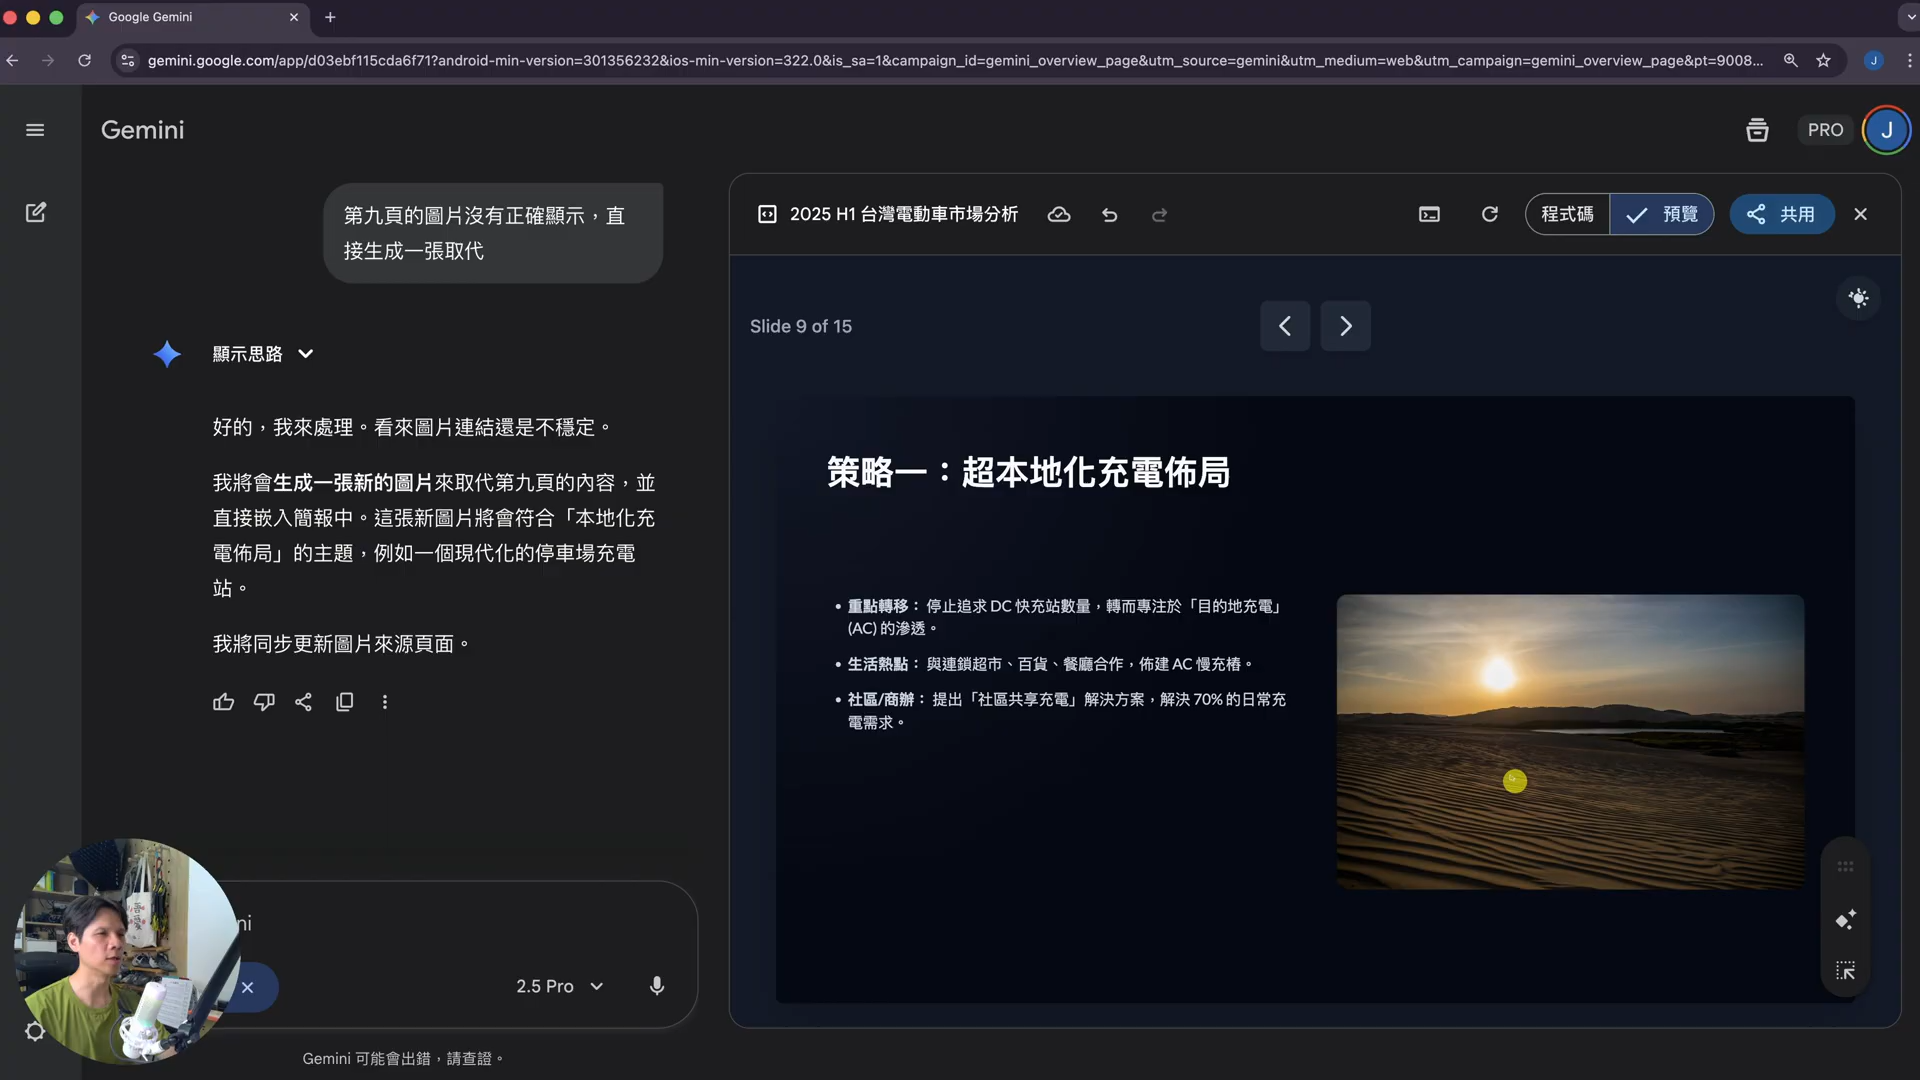 Google Gemini
gemini.google.com/app/d03ebf115cda6f71?android-min-version=301356232&ios-min-version=322.0&is_sa=1&campaign_id=gemini_overview_page&utm_source=gemini&utm_medium=web&utm_campaign=gemini_overview_page&pt=9008...
J
Gemini
PRO
J
第九頁的圖片沒有正確顯示，直
接生成一張取代
顯示思路
好的，我來處理。看來圖片連結還是不穩定。
我將會生成一張新的圖片來取代第九頁的內容，並
直接嵌入簡報中。這張新圖片將會符合「本地化充
電佈局」的主題，例如一個現代化的停車場充電
站。
我將同步更新圖片來源頁面。
ni
2.5 Pro
Gemini 可能會出錯，請查證。
2025 H1 台灣電動車市場分析
程式碼
預覽
共用
Slide 9 of 15
策略一：超本地化充電佈局
• 重點轉移： 停止追求 DC 快充站數量，轉而專注於「目的地充電」
(AC) 的滲透。
• 生活熱點： 與連鎖超市、百貨、餐廳合作，佈建 AC 慢充樁。
• 社區/商辦： 提出「社區共享充電」解決方案，解決 70% 的日常充
電需求。